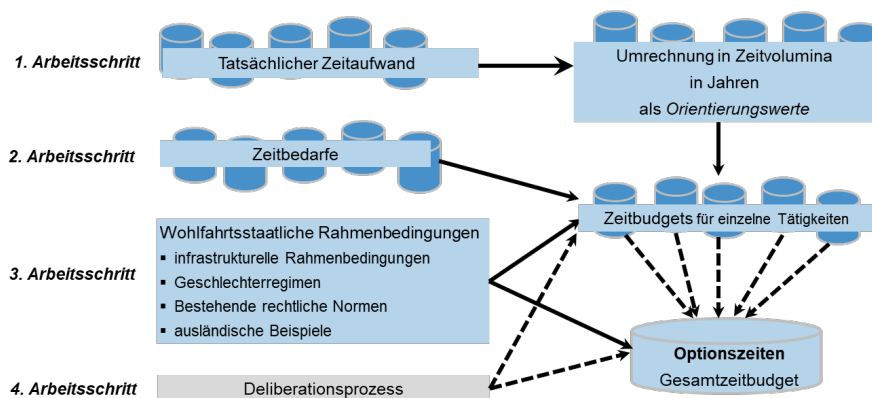 1. Arbeitsschritt
Tatsächlicher Zeitaufwand
Umrechnung in Zeitvolumina
in Jahren
als Orientierungswerte
2. Arbeitsschritt
Zeitbedarfe
Zeitbudgets für einzelne Tätigkeiten
3. Arbeitsschritt
Wohlfahrtsstaatliche Rahmenbedingungen
▪ infrastrukturelle Rahmenbedingungen
▪ Geschlechterregimen
▪ Bestehende rechtliche Normen
▪ ausländische Beispiele
Optionszeiten
Gesamtzeitbudget
4. Arbeitsschritt
Deliberationsprozess